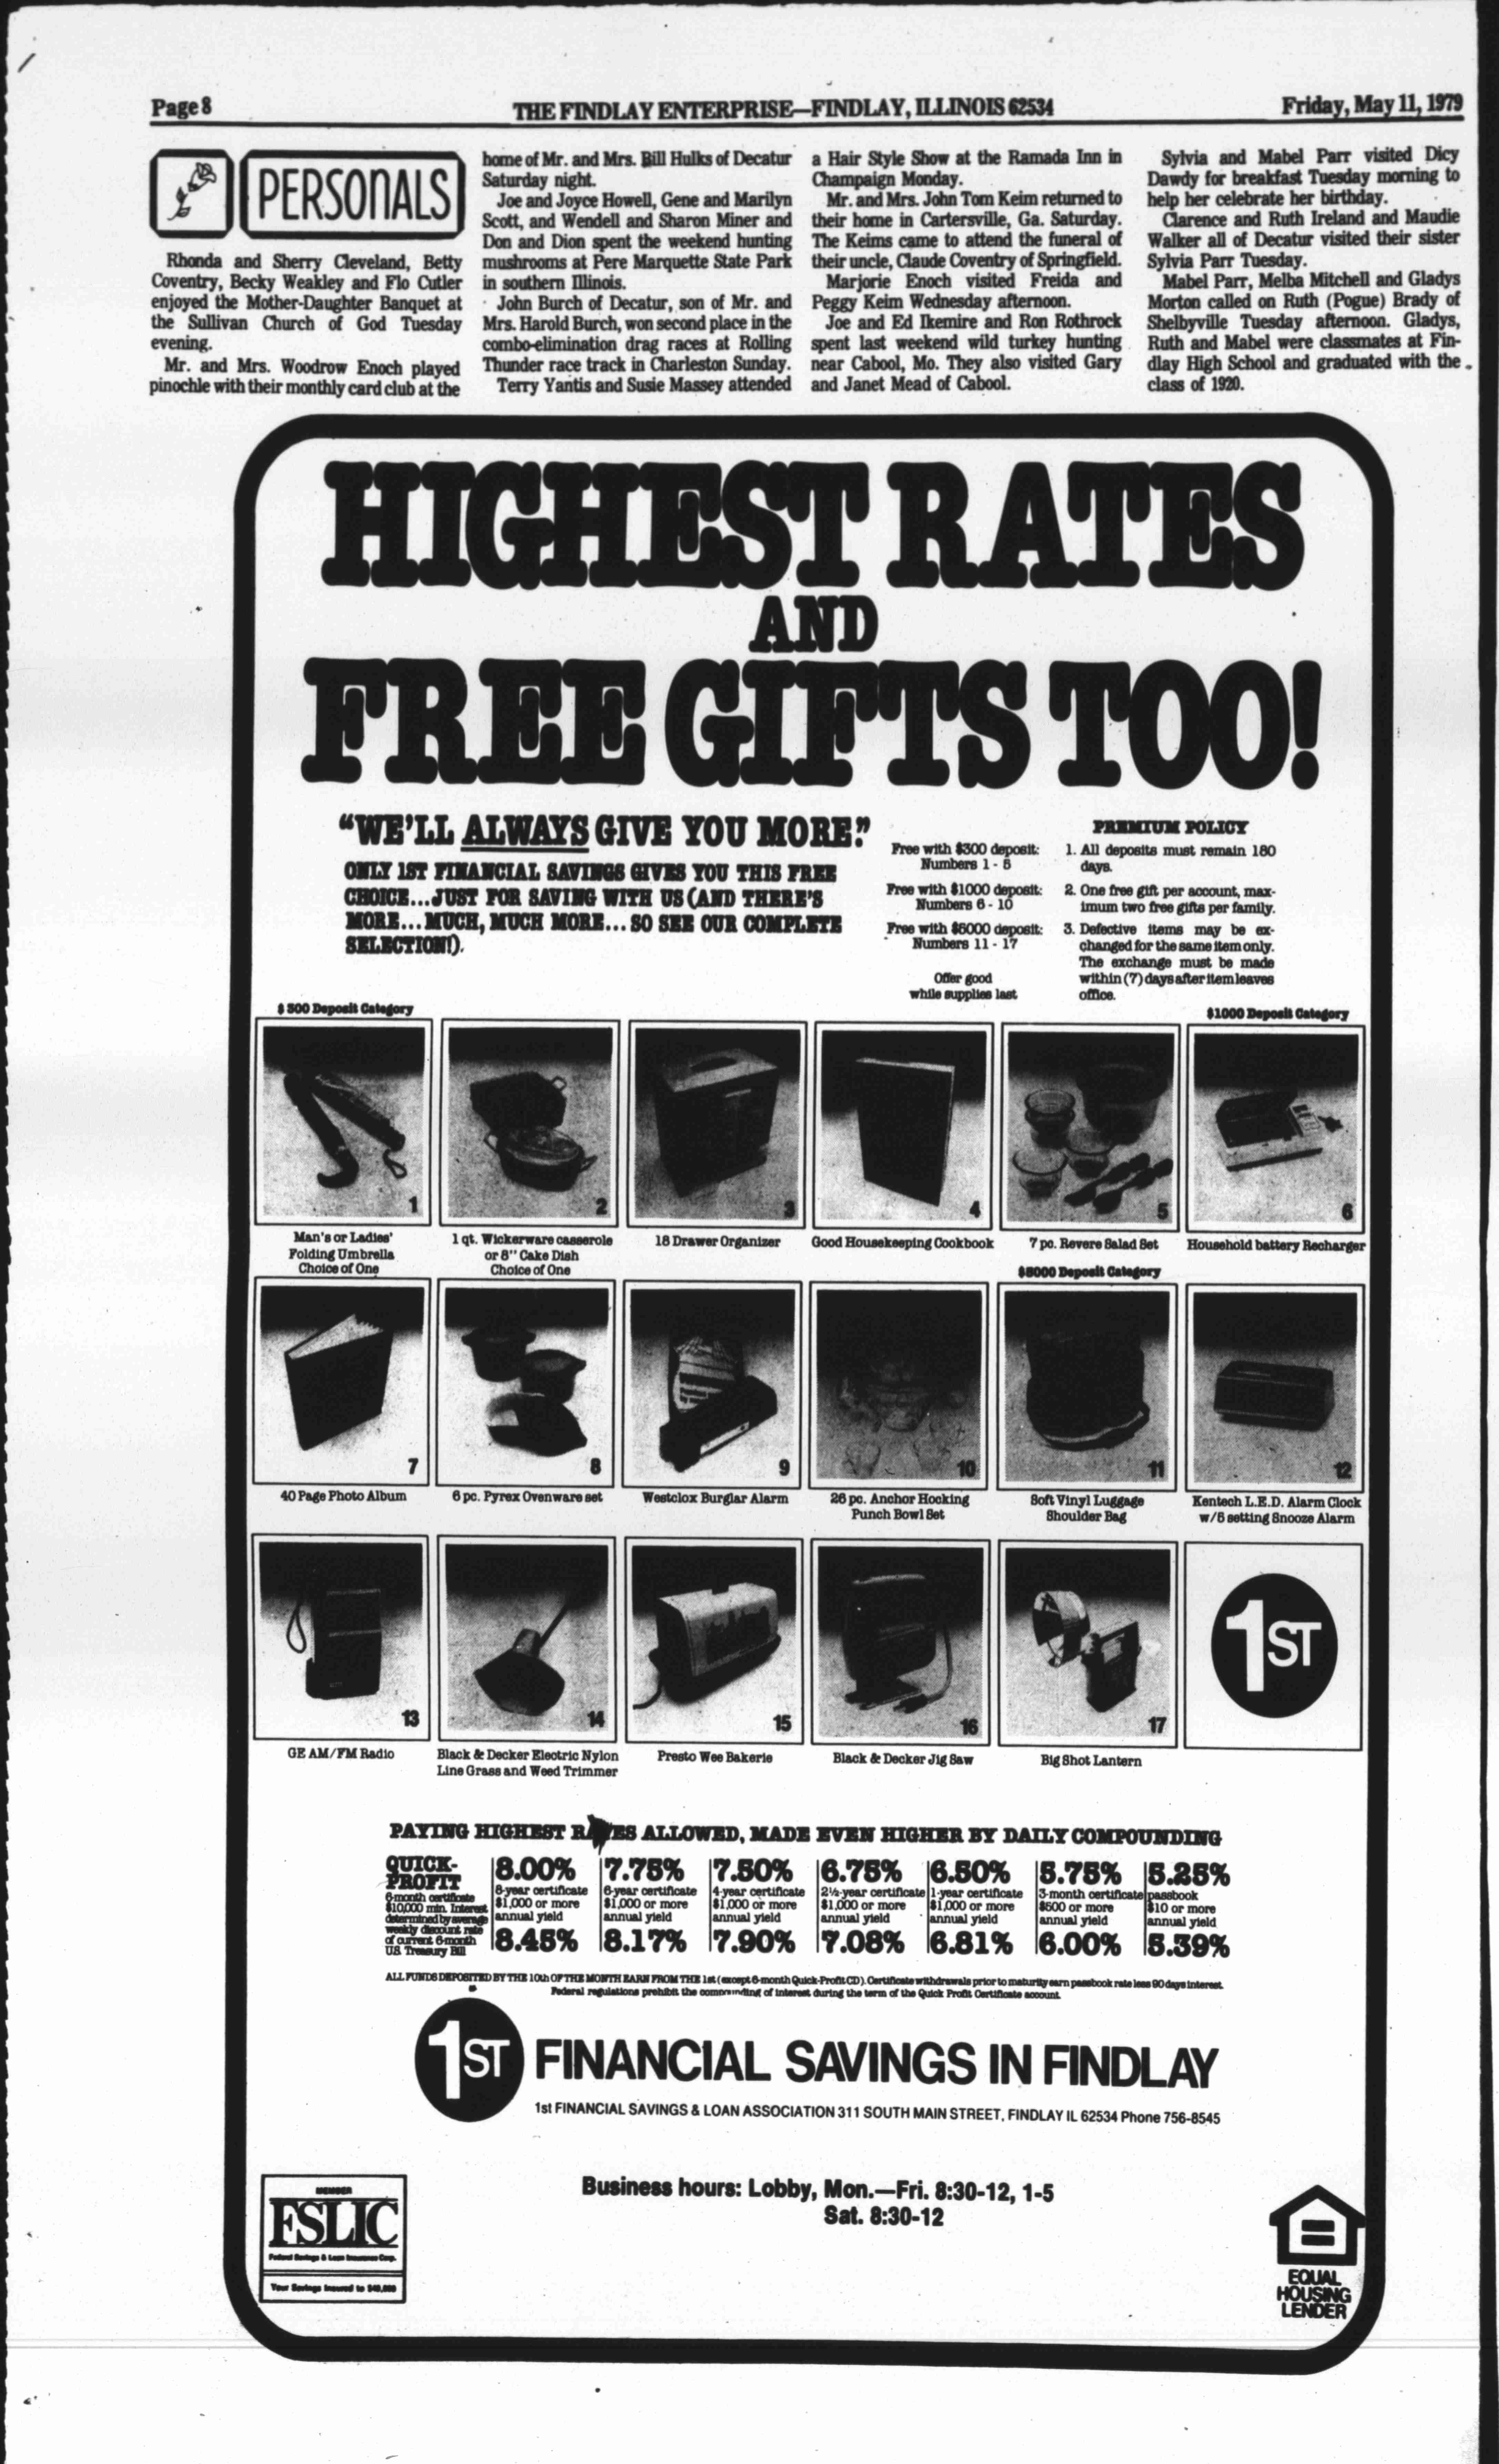 Page 8
THE FINDLAY ENTERPRISE—FINDLAY, ILLINOIS 62534
Friday, May 11, 1979
PERSONALS
Rhonda and Sherry Cleveland, Betty
Coventry, Becky Weakley and Flo Cutler
enjoyed the Mother-Daughter Banquet at
the Sullivan Church of God Tuesday
evening.
Mr. and Mrs. Woodrow Enoch played
pinochle with their monthly card club at the
home of Mr. and Mrs. Bill Hulks of Decatur
Saturday night.
Joe and Joyce Howell, Gene and Marilyn
Scott, and Wendell and Sharon Miner and
Don and Dion spent the weekend hunting
mushrooms at Pere Marquette State Park
in southern Illinois.
John Burch of Decatur, son of Mr. and
Mrs. Harold Burch, won second place in the
combo-elimination drag races at Rolling
Thunder race track in Charleston Sunday.
Terry Yantis and Susie Massey attended
a Hair Style Show at the Ramada Inn in
Champaign Monday.
Mr. and Mrs. John Tom Keim returned to
their home in Cartersville, Ga. Saturday.
The Keims came to attend the funeral of
their uncle, Claude Coventry of Springfield.
Marjorie Enoch visited Freida and
Peggy Keim Wednesday afternoon.
Joe and Ed Ikemire and Ron Rothrock
spent last weekend wild turkey hunting
near Cabool, Mo. They also visited Gary
and Janet Mead of Cabool.
Sylvia and Mabel Parr visited Dicy
Dawdy for breakfast Tuesday morning to
help her celebrate her birthday.
Clarence and Ruth Ireland and Maudie
Walker all of Decatur visited their sister
Sylvia Parr Tuesday.
Mabel Parr, Melba Mitchell and Gladys
Morton called on Ruth (Pogue) Brady of
Shelbyville Tuesday afternoon. Gladys,
Ruth and Mabel were classmates at Fin-
dlay High School and graduated with the
class of 1920.
HIGHEST RATES
AND
FREE GIFTS TOO!
"WE'LL ALWAYS GIVE YOU MORE."
ONLY 1ST FINANCIAL SAVINGS GIVES YOU THIS FREE
CHOICE...JUST FOR SAVING WITH US (AND THERE'S
MORE...MUCH, MUCH MORE...SO SEE OUR COMPLETE
SELECTION!).
Free with $300 deposit:
Numbers 1 - 5
Free with $1000 deposit:
Numbers 6 - 10
Free with $5000 deposit:
Numbers 11 - 17
Offer good
while supplies last
PREMIUM POLICY
1. All deposits must remain 180
days.
2. One free gift per account, max-
imum two free gifts per family.
3. Defective items may be ex-
changed for the same item only.
The exchange must be made
within (7) days after item leaves
office.
$ 300 Deposit Category
$1000 Deposit Category
1
2
3
4
5
6
Man's or Ladies'
Folding Umbrella
Choice of One
1 qt. Wickerware casserole
or 8" Cake Dish
Choice of One
18 Drawer Organizer
Good Housekeeping Cookbook
7 pc. Revere Salad Set
Household battery Recharger
$5000 Deposit Category
7
8
9
10
11
12
40 Page Photo Album
6 pc. Pyrex Ovenware set
Westclox Burglar Alarm
26 pc. Anchor Hocking
Punch Bowl Set
Soft Vinyl Luggage
Shoulder Bag
Kentech L.E.D. Alarm Clock
w/5 setting Snooze Alarm
13
14
15
16
17
1ST
GE AM/FM Radio
Black & Decker Electric Nylon
Line Grass and Weed Trimmer
Presto Wee Bakerie
Black & Decker Jig Saw
Big Shot Lantern
PAYING HIGHEST RATES ALLOWED, MADE EVEN HIGHER BY DAILY COMPOUNDING
QUICK-
PROFIT
6-month certificate
$10,000 min. Interest
determined by average
weekly discount rate
of current 6-month
U.S. Treasury Bill
8.00%
8-year certificate
$1,000 or more
annual yield
8.45%
7.75%
6-year certificate
$1,000 or more
annual yield
8.17%
7.50%
4-year certificate
$1,000 or more
annual yield
7.90%
6.75%
2½-year certificate
$1,000 or more
annual yield
7.08%
6.50%
1-year certificate
$1,000 or more
annual yield
6.81%
5.75%
3-month certificate
$500 or more
annual yield
6.00%
5.25%
passbook
$10 or more
annual yield
5.39%
ALL FUNDS DEPOSITED BY THE 10th OF THE MONTH EARN FROM THE 1st (except 6-month Quick-Profit CD). Certificate withdrawals prior to maturity earn passbook rate less 90 days interest.
Federal regulations prohibit the compounding of interest during the term of the Quick Profit Certificate account.
1ST FINANCIAL SAVINGS IN FINDLAY
1st FINANCIAL SAVINGS & LOAN ASSOCIATION 311 SOUTH MAIN STREET, FINDLAY IL 62534 Phone 756-8545
MEMBER
FSLIC
Federal Savings & Loan Insurance Corp.
Your Savings Insured to $40,000
Business hours: Lobby, Mon.—Fri. 8:30-12, 1-5
Sat. 8:30-12
EQUAL
HOUSING
LENDER